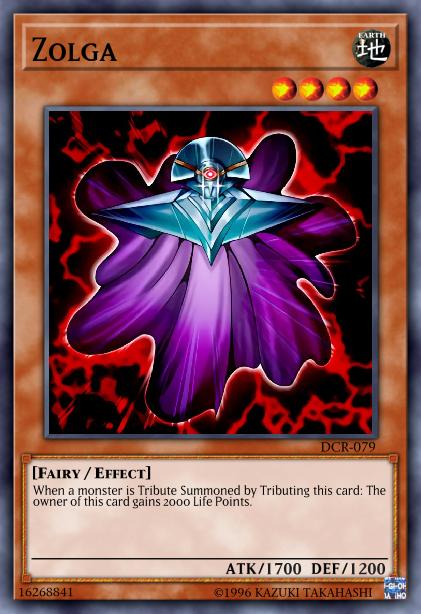 Zolga
EARTH
地
DCR-079
[Fairy / Effect]
When a monster is Tribute Summoned by Tributing this card: The
owner of this card gains 2000 Life Points.
ATK/1700 DEF/1200
16268841
©1996 KAZUKI TAKAHASHI